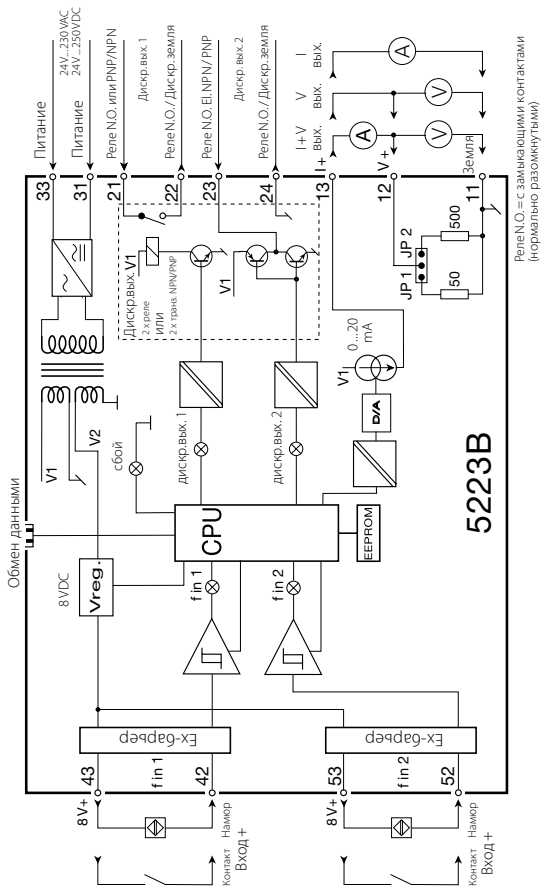 Обмен данными
43
8V+
f in 1
42
Контакт Намюр
Вход +
Ex-барьер
53
8V+
f in 2
52
Контакт Намюр
Вход +
Ex-барьер
8VDC
Vreg.
V1
V2
сбой
f in 1
f in 2
CPU
EEPROM
дискр.вых. 1
дискр.вых. 2
D/A
V1
0...20
mA
Дискр.вых.
2 x реле
ИЛИ
2 x транз. NPN/PNP
V1
V1
JP 1
JP 2
50
500
5223B
33
Питание
24V...230 VAC
24V...250VDC
31
Питание
21
Реле N.O. или PNP/NPN
Дискр.вых. 1
22
Реле N.O./Дискр.земля
23
Реле N.O. El.NPN/PNP
Дискр.вых. 2
24
Реле N.O./Дискр.земля
13
I+
12
V+
11
Земля
I+V
вых.
V
вых.
I
вых.
A
V
V
A
Реле N.O. = с замыкающими контактами
(нормально разомкнутыми)